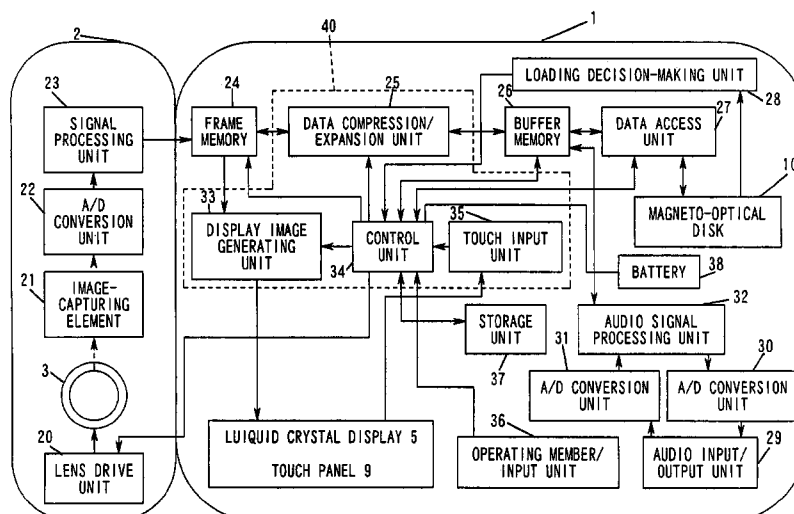 2
1
40
23
SIGNAL
PROCESSING
UNIT
24
FRAME
MEMORY
25
DATA COMPRESSION/
EXPANSION UNIT
26
BUFFER
MEMORY
LOADING DECISION-MAKING UNIT
28
27
DATA ACCESS
UNIT
22
A/D
CONVERSION
UNIT
10
MAGNETO-OPTICAL
DISK
33
DISPLAY IMAGE
GENERATING
UNIT
CONTROL
UNIT
34
35
TOUCH INPUT
UNIT
BATTERY
38
21
IMAGE-
CAPTURING
ELEMENT
STORAGE
UNIT
37
32
AUDIO SIGNAL
PROCESSING UNIT
3
31
A/D CONVERSION
UNIT
30
A/D CONVERSION
UNIT
20
LENS DRIVE
UNIT
LUIQUID CRYSTAL DISPLAY 5
TOUCH PANEL 9
36
OPERATING MEMBER/
INPUT UNIT
AUDIO INPUT/
OUTPUT UNIT
29